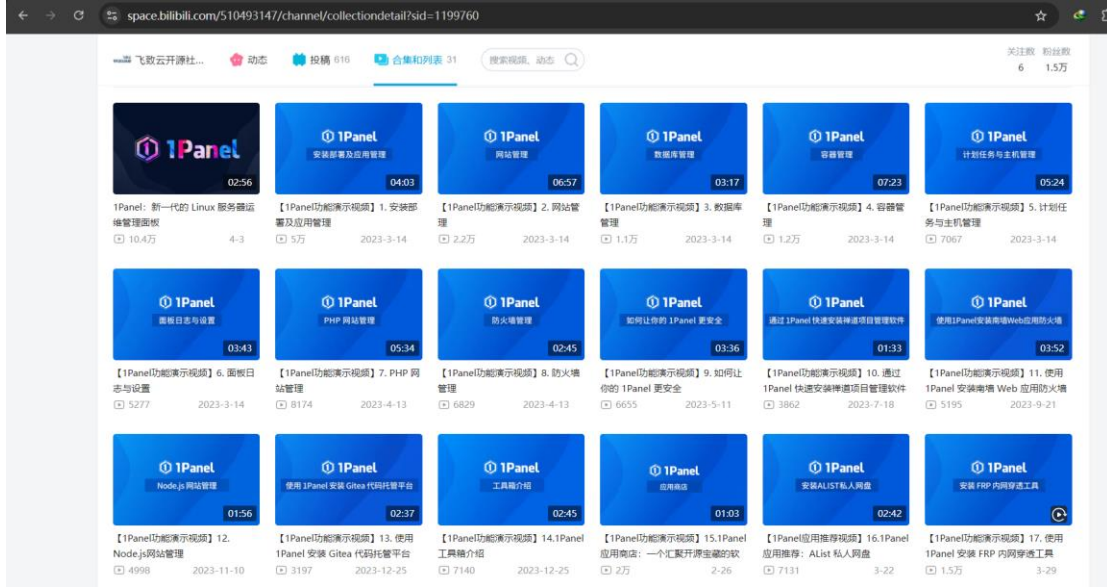 space.bilibili.com/510493147/channel/collectiondetail?sid=1199760
飞致云开源社... 动态 投稿 616 合集和列表 31 搜索视频、动态 关注数 粉丝数
6 1.5万
1Panel
02:56
1Panel：新一代的 Linux 服务器运
维管理面板
10.4万 4-3
1Panel
安装部署及应用管理
04:03
【1Panel功能演示视频】1. 安装部
署及应用管理
5万 2023-3-14
1Panel
网站管理
06:57
【1Panel功能演示视频】2. 网站管
理
2.2万 2023-3-14
1Panel
数据库管理
03:17
【1Panel功能演示视频】3. 数据库
管理
1.1万 2023-3-14
1Panel
容器管理
07:23
【1Panel功能演示视频】4. 容器管
理
1.2万 2023-3-14
1Panel
计划任务与主机管理
05:24
【1Panel功能演示视频】5. 计划任
务与主机管理
7067 2023-3-14
1Panel
面板日志与设置
03:43
【1Panel功能演示视频】6. 面板日
志与设置
5277 2023-3-14
1Panel
PHP 网站管理
05:34
【1Panel功能演示视频】7. PHP 网
站管理
8174 2023-4-13
1Panel
防火墙管理
02:45
【1Panel功能演示视频】8. 防火墙
管理
6829 2023-4-13
1Panel
如何让你的 1Panel 更安全
03:36
【1Panel功能演示视频】9. 如何让
你的 1Panel 更安全
6655 2023-5-11
1Panel
通过 1Panel 快速安装禅道项目管理软件
01:33
【1Panel功能演示视频】10. 通过
1Panel 快速安装禅道项目管理软件
3862 2023-7-18
1Panel
使用1Panel安装南墙Web应用防火墙
03:52
【1Panel功能演示视频】11. 使用
1Panel 安装南墙 Web 应用防火墙
5195 2023-9-21
1Panel
Node.js 网站管理
01:56
【1Panel功能演示视频】12.
Node.js网站管理
4998 2023-11-10
1Panel
使用 1Panel 安装 Gitea 代码托管平台
02:37
【1Panel功能演示视频】13. 使用
1Panel 安装 Gitea 代码托管平台
3197 2023-12-25
1Panel
工具箱介绍
02:45
【1Panel功能演示视频】14.1Panel
工具箱介绍
7140 2023-12-25
1Panel
应用商店
01:03
【1Panel功能演示视频】15.1Panel
应用商店：一个汇聚开源宝藏的软
2万 2-26
1Panel
安装ALIST私人网盘
02:42
【1Panel应用推荐视频】16.1Panel
应用推荐：AList 私人网盘
7131 3-22
1Panel
安装 FRP 内网穿透工具
【1Panel功能演示视频】17. 使用
1Panel 安装 FRP 内网穿透工具
1.5万 3-29